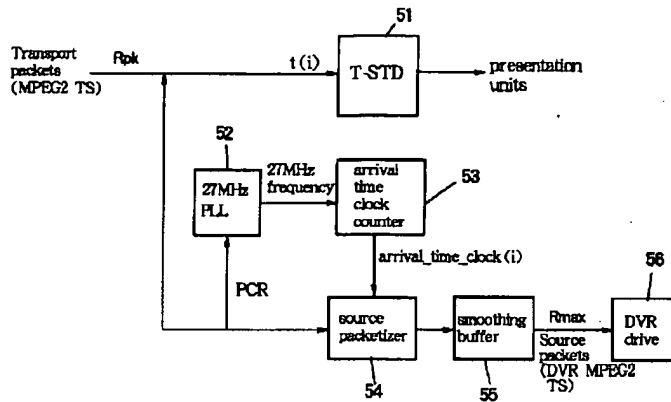 51
Transport
packets
(MPEG2 TS)
Rpk
t(i)
T-STD
presentation
units
52
27MHz
PLL
27MHz
frequency
arrival
time
clock
counter
53
arrival_time_clock(i)
PCR
source
packetizer
54
smoothing
buffer
55
Rmax
Source
packets
(DVR MPEG2
TS)
56
DVR
drive